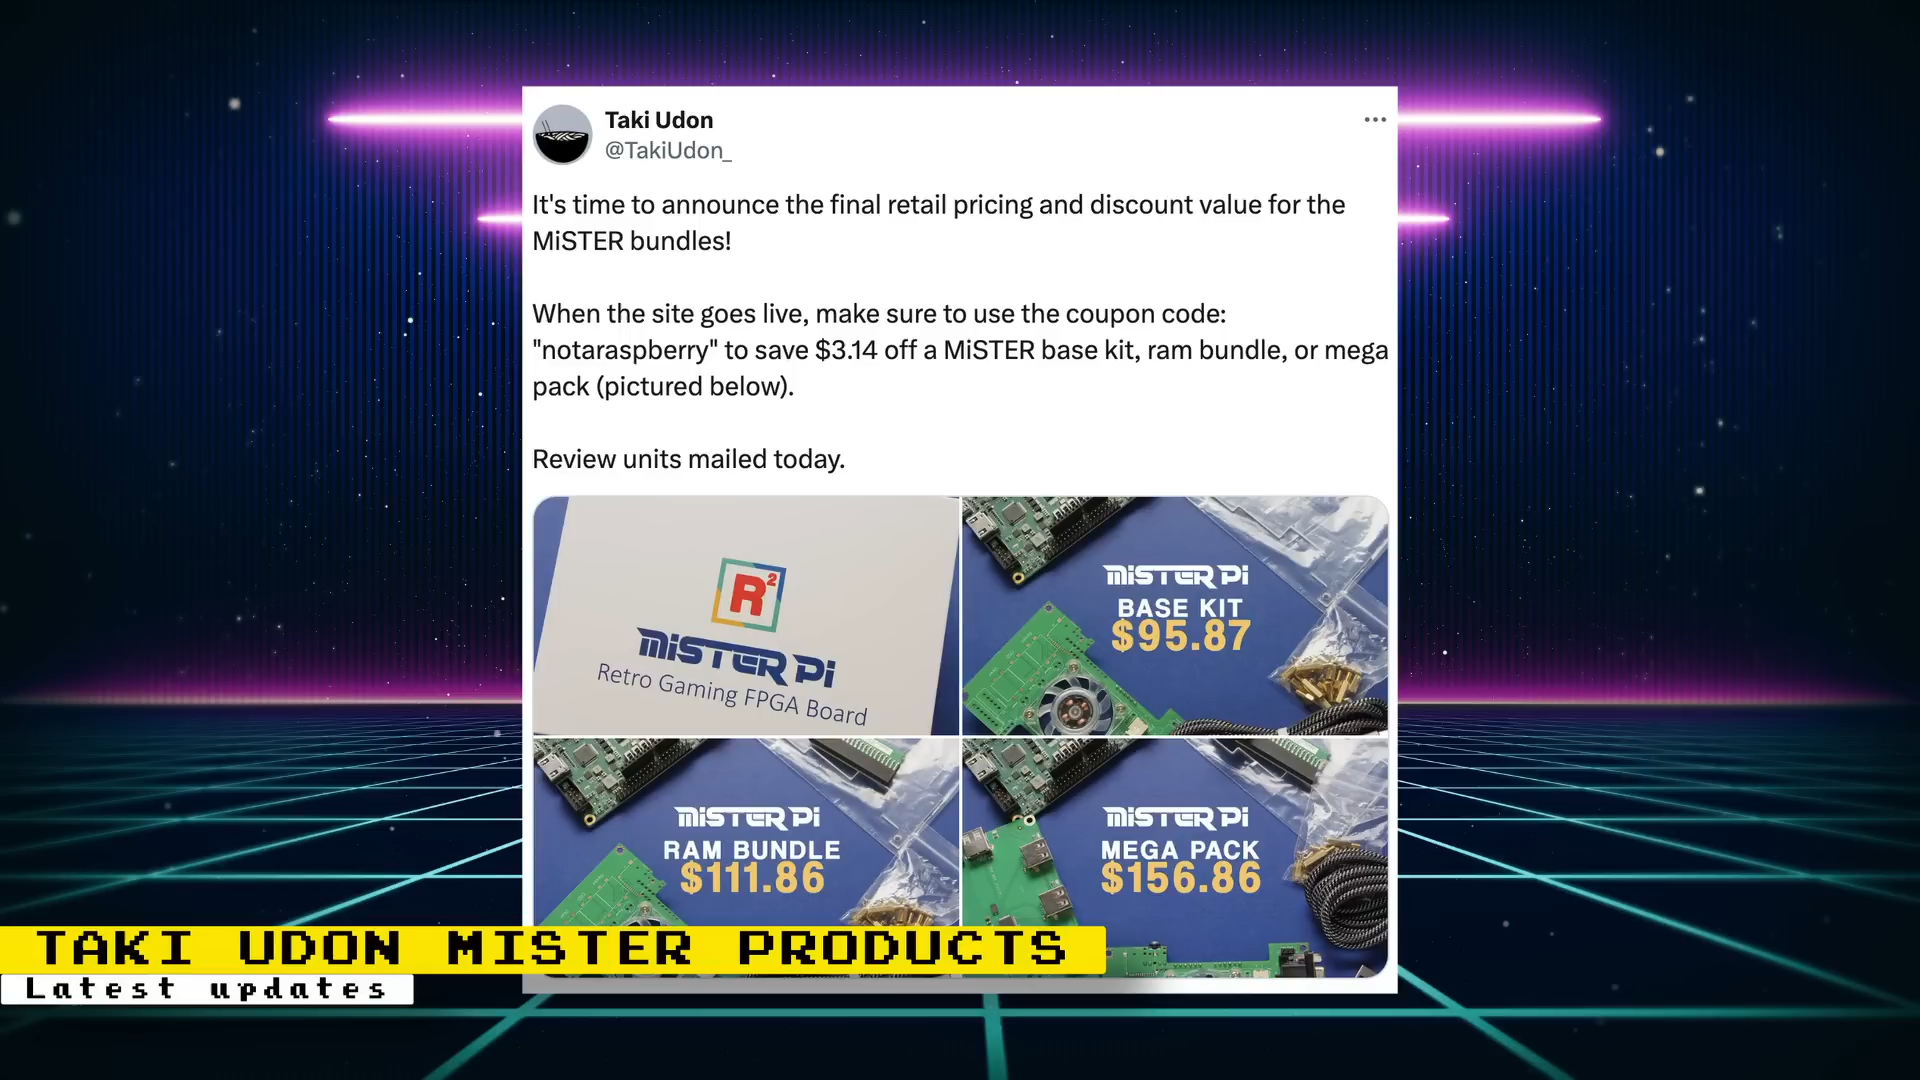 Taki Udon
@TakiUdon_
It's time to announce the final retail pricing and discount value for the
MiSTER bundles!
When the site goes live, make sure to use the coupon code:
"notaraspberry" to save $3.14 off a MiSTER base kit, ram bundle, or mega
pack (pictured below).
Review units mailed today.
R²
MiSTER Pi
Retro Gaming FPGA Board
MiSTER Pi
BASE KIT
$95.87
MiSTER Pi
RAM BUNDLE
$111.86
MiSTER Pi
MEGA PACK
$156.86
TAKI UDON MISTER PRODUCTS
Latest updates